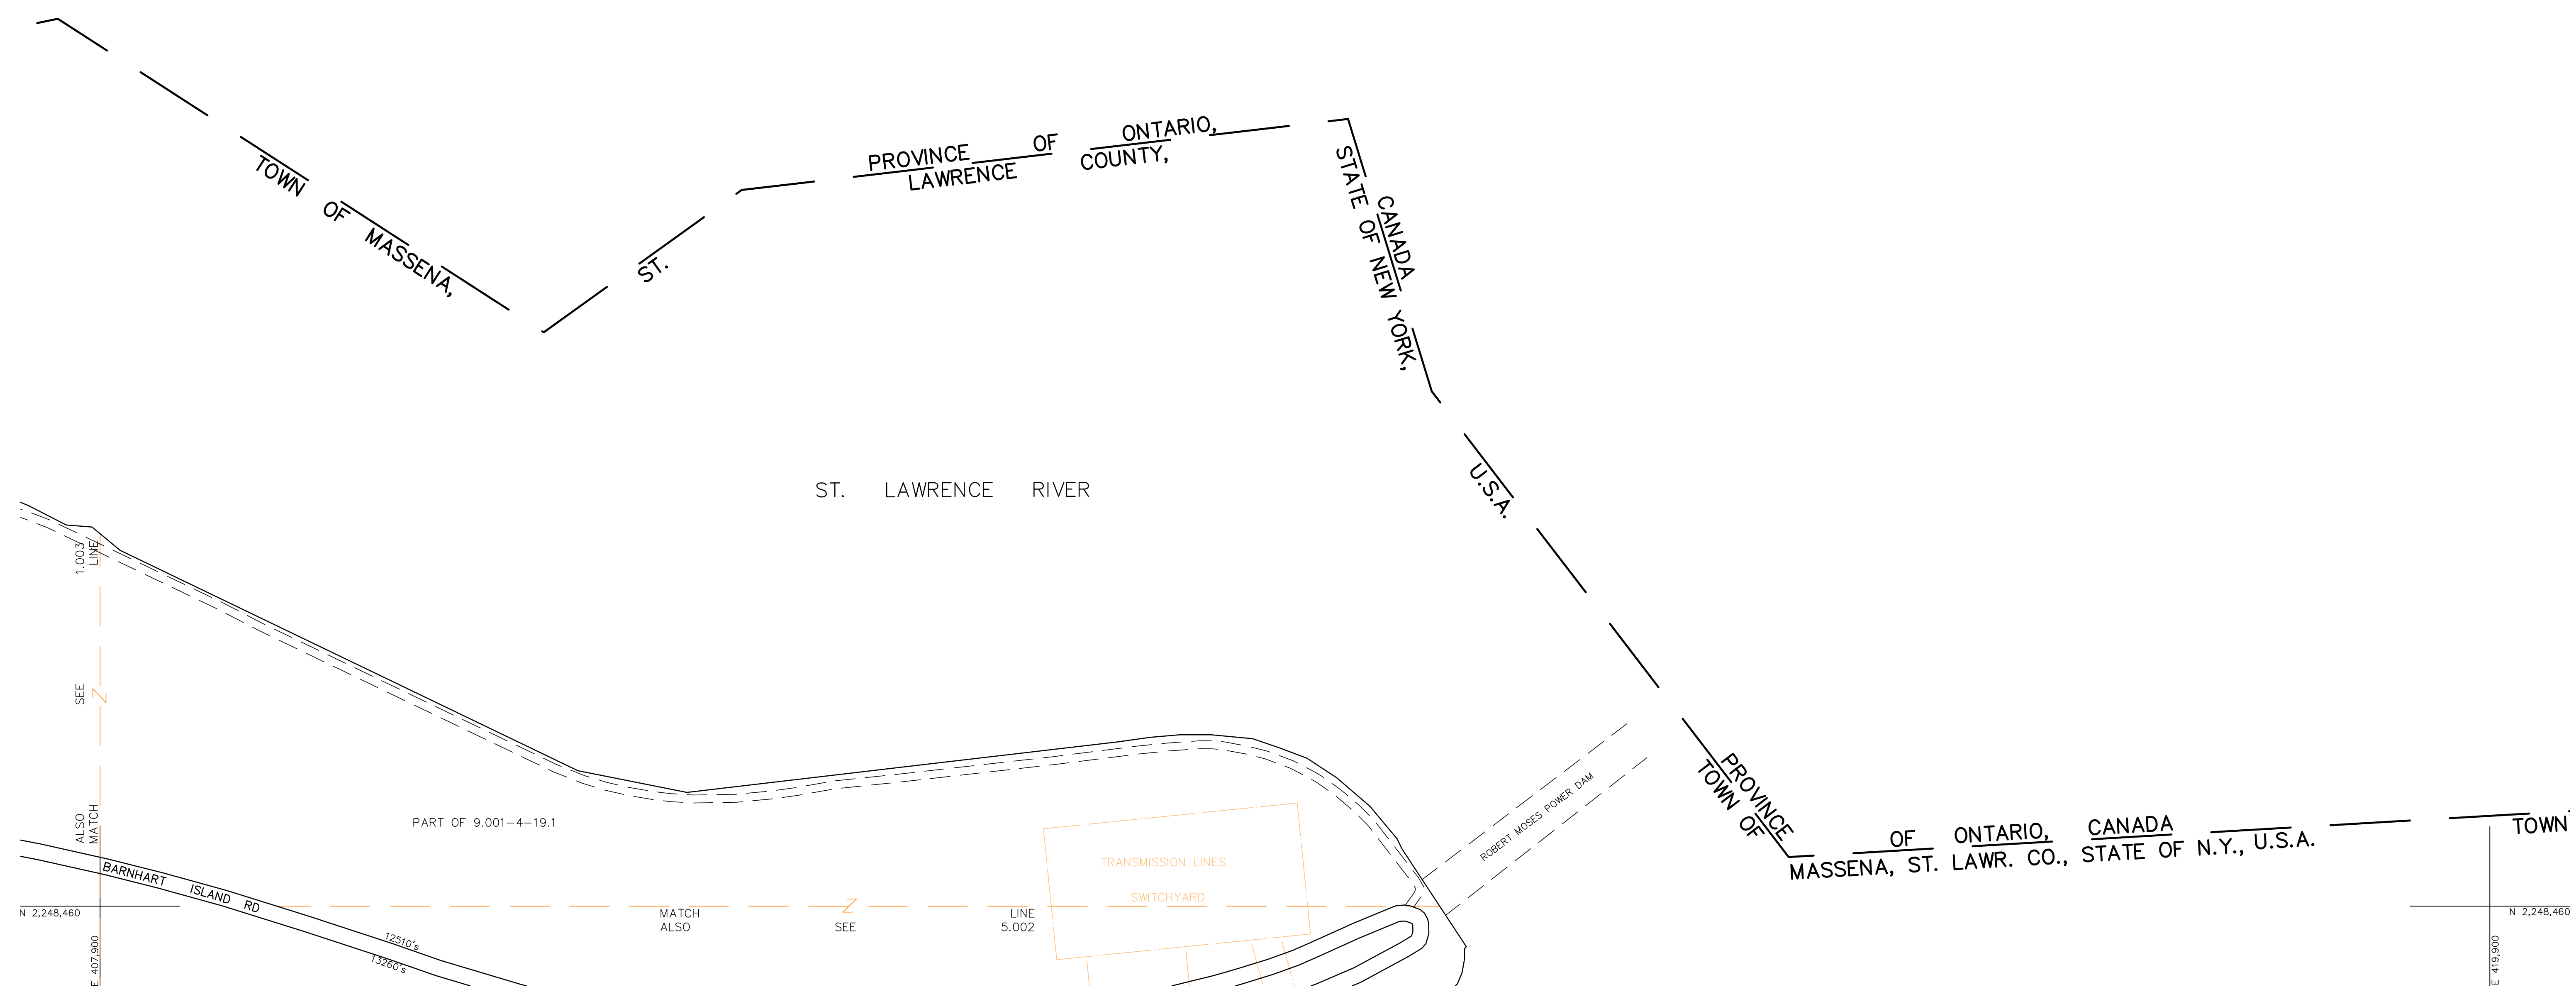 TOWN OF MASSENA, ST. LAWRENCE COUNTY,
PROVINCE OF ONTARIO,
CANADA
STATE OF NEW YORK,
U.S.A.
ST. LAWRENCE RIVER
1.003
LINE
SEE
ALSO
MATCH
PART OF 9.001-4-19.1
BARNHART ISLAND RD
12510's
13260's
N 2,248,460
E 407,900
MATCH LINE
ALSO SEE 5.002
TRANSMISSION LINES
SWITCHYARD
ROBERT MOSES POWER DAM
PROVINCE OF ONTARIO, CANADA
TOWN OF MASSENA, ST. LAWR. CO., STATE OF N.Y., U.S.A.
TOWN
N 2,248,460
E 419,900